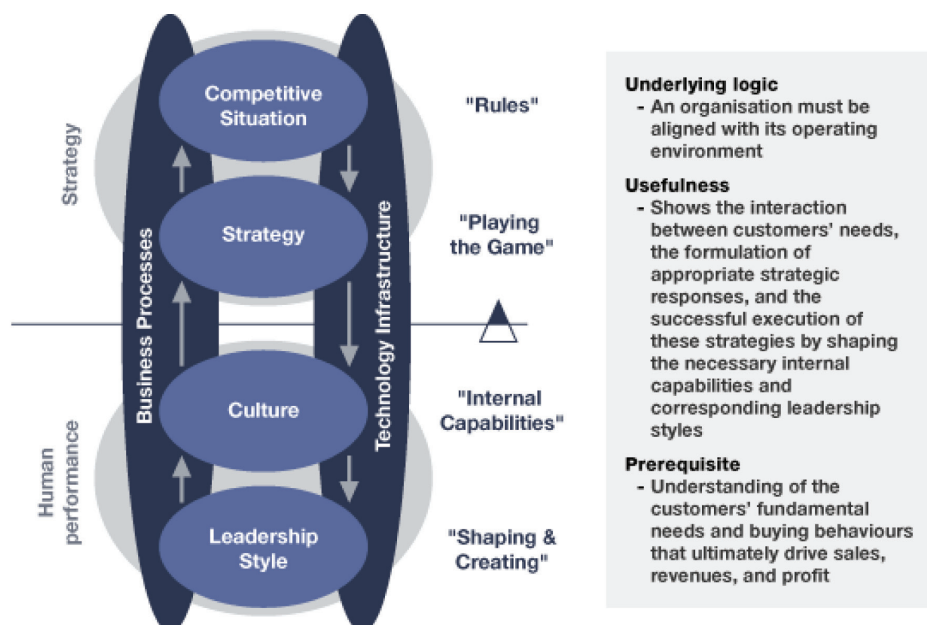 Competitive
Situation
"Rules"
Strategy
Strategy
"Playing
the Game"
Business Processes
Technology Infrastructure
Culture
"Internal
Capabilities"
Human
performance
Leadership
Style
"Shaping &
Creating"
Underlying logic
- An organisation must be
aligned with its operating
environment
Usefulness
- Shows the interaction
between customers' needs,
the formulation of
appropriate strategic
responses, and the
successful execution of
these strategies by shaping
the necessary internal
capabilities and
corresponding leadership
styles
Prerequisite
- Understanding of the
customers' fundamental
needs and buying behaviours
that ultimately drive sales,
revenues, and profit